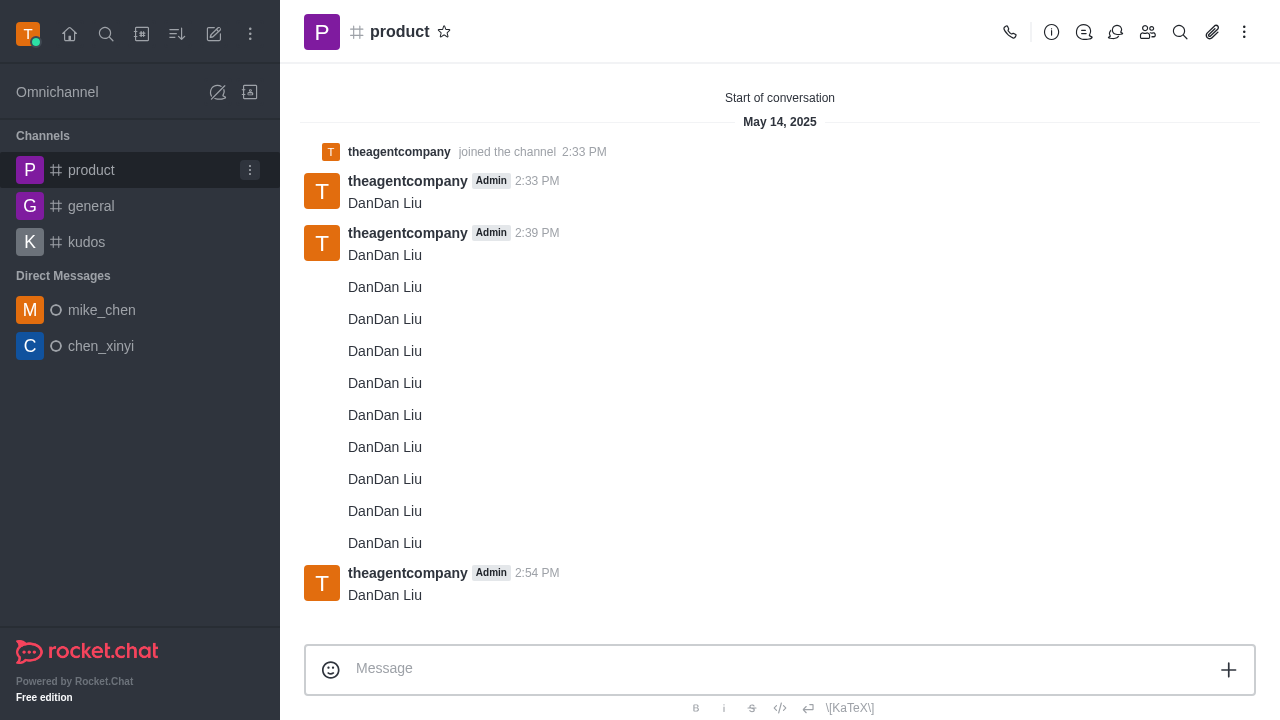 T
Omnichannel
Channels
P product
G general
K kudos
Direct Messages
M mike_chen
C chen_xinyi
rocket.chat
Powered by Rocket.Chat
Free edition
P product
Start of conversation
May 14, 2025
T theagentcompany joined the channel 2:33 PM
T theagentcompany Admin 2:33 PM
DanDan Liu
T theagentcompany Admin 2:39 PM
DanDan Liu
DanDan Liu
DanDan Liu
DanDan Liu
DanDan Liu
DanDan Liu
DanDan Liu
DanDan Liu
DanDan Liu
DanDan Liu
T theagentcompany Admin 2:54 PM
DanDan Liu
Message
B i S \[KaTeX\]